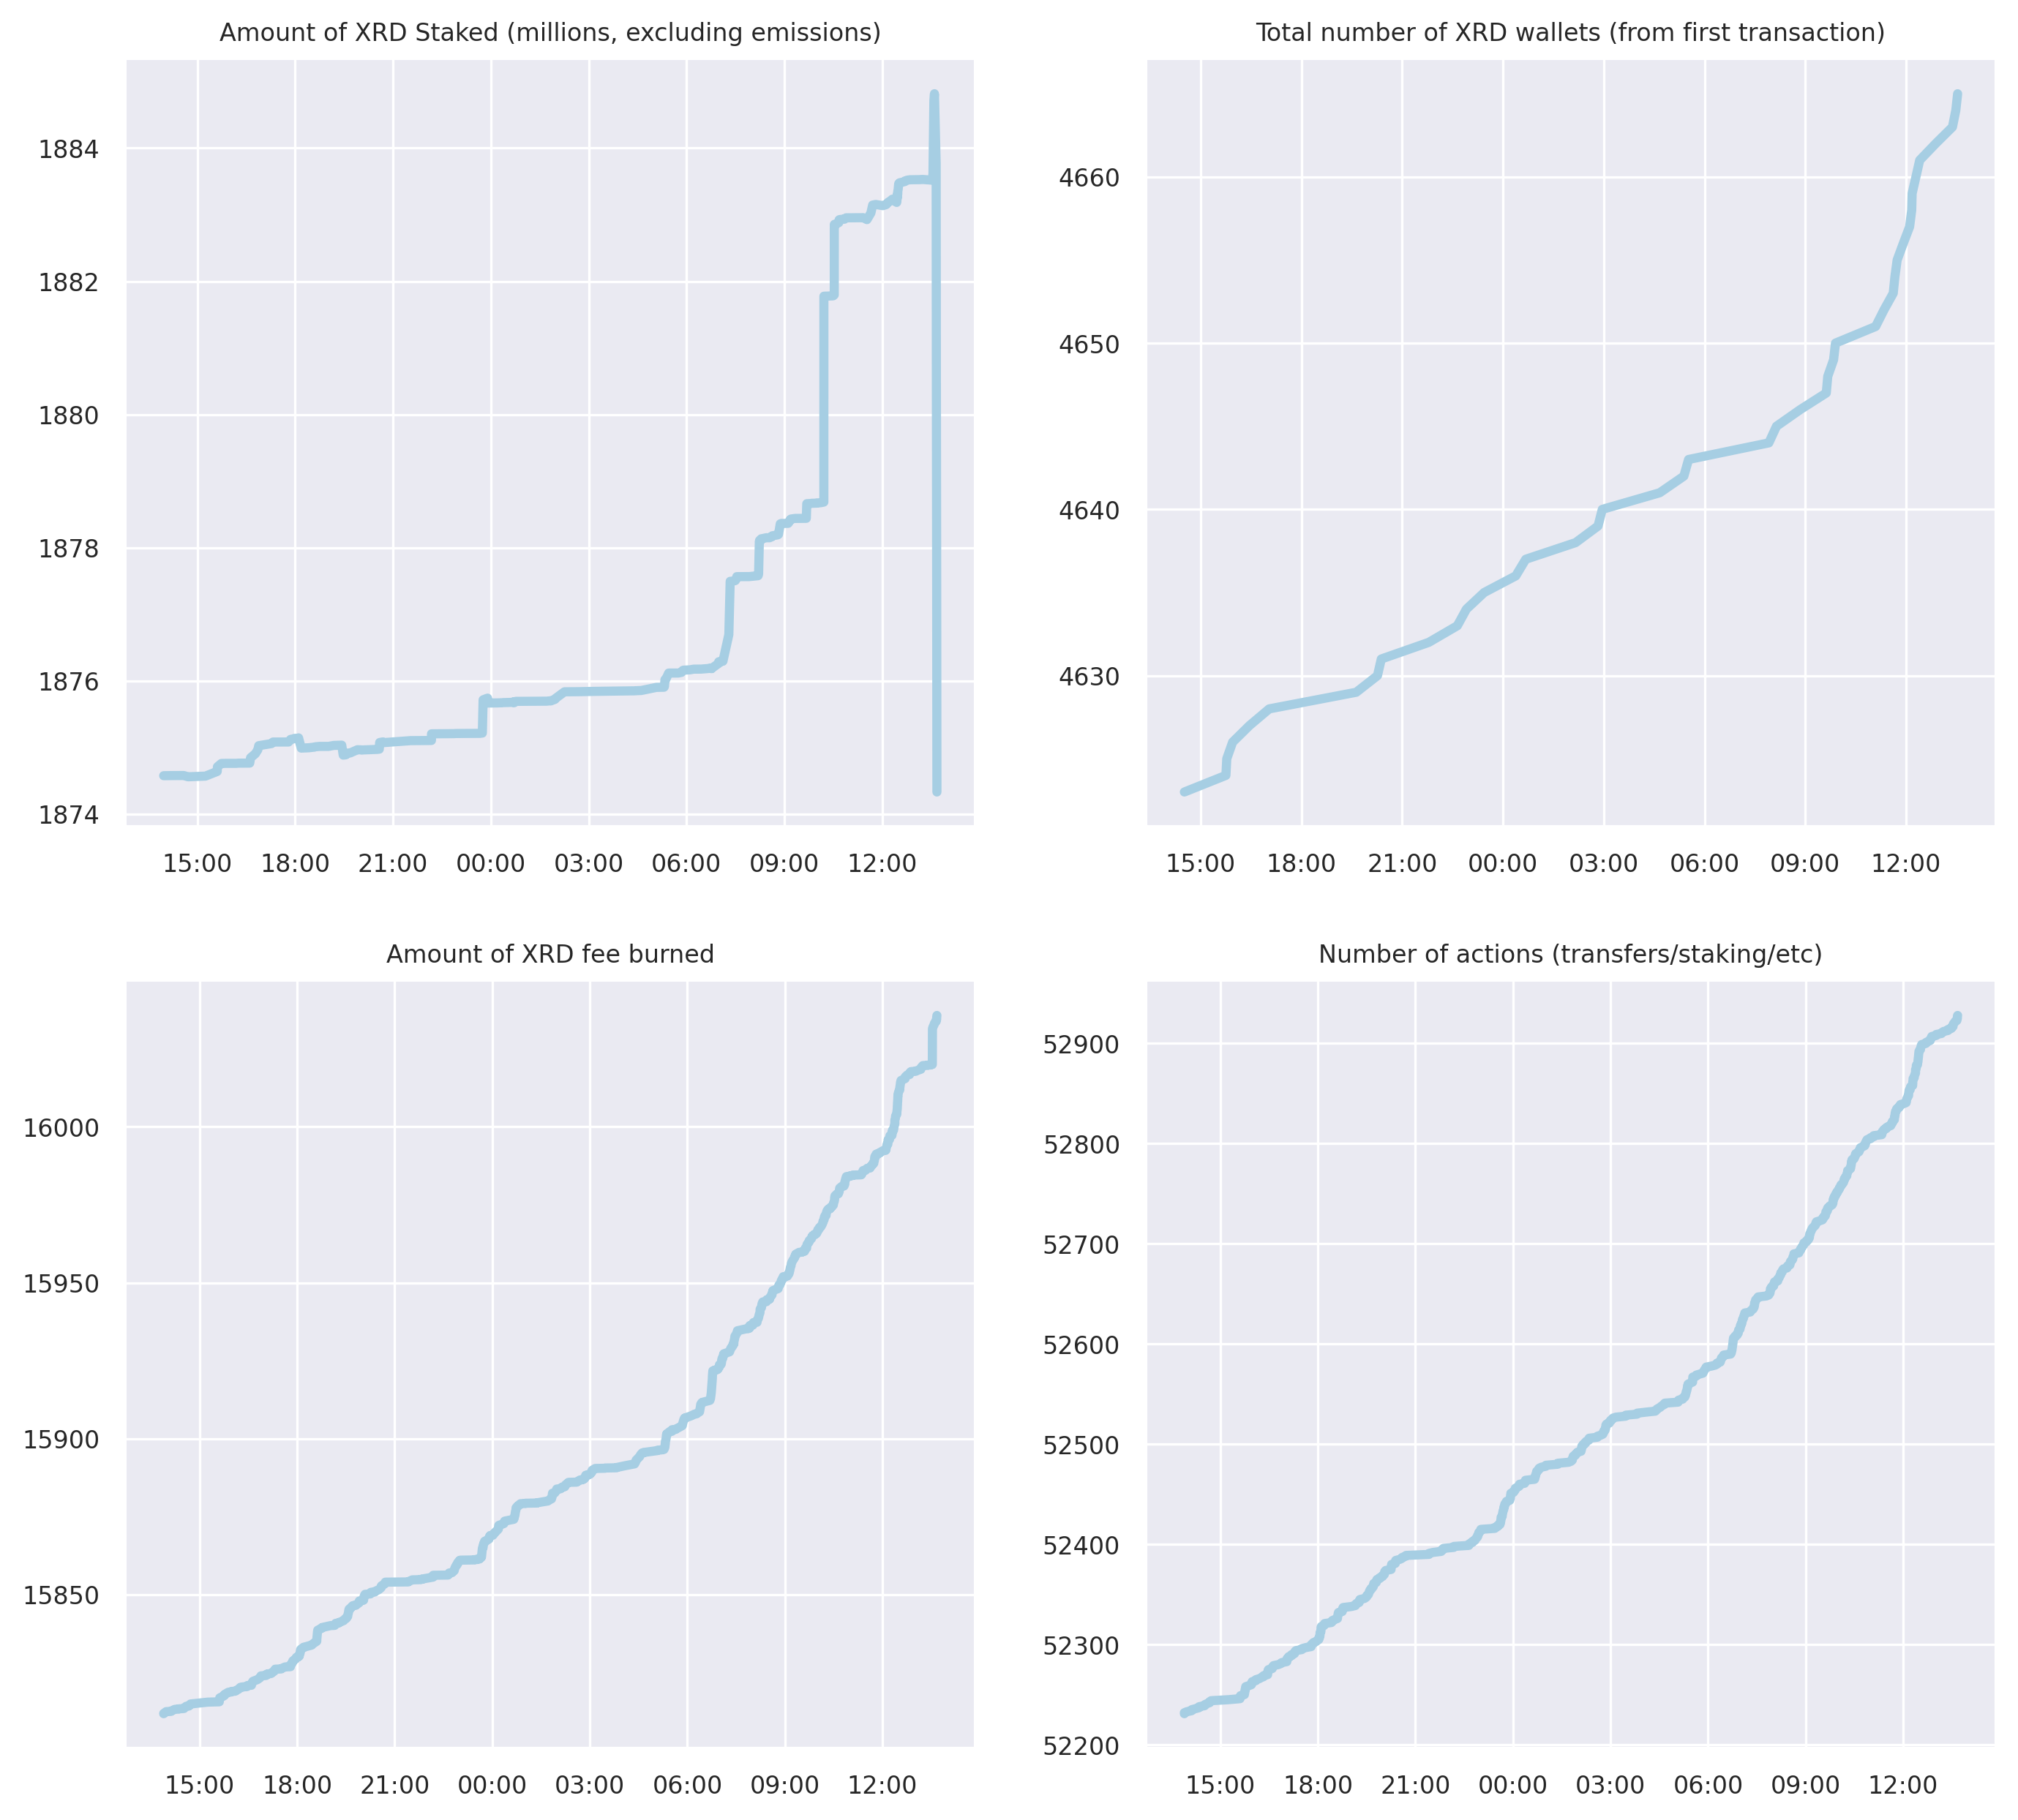 Amount of XRD Staked (millions, excluding emissions)
1884
1882
1880
1878
1876
1874
15:00 18:00 21:00 00:00 03:00 06:00 09:00 12:00
Total number of XRD wallets (from first transaction)
4660
4650
4640
4630
15:00 18:00 21:00 00:00 03:00 06:00 09:00 12:00
Amount of XRD fee burned
16000
15950
15900
15850
15:00 18:00 21:00 00:00 03:00 06:00 09:00 12:00
Number of actions (transfers/staking/etc)
52900
52800
52700
52600
52500
52400
52300
52200
15:00 18:00 21:00 00:00 03:00 06:00 09:00 12:00